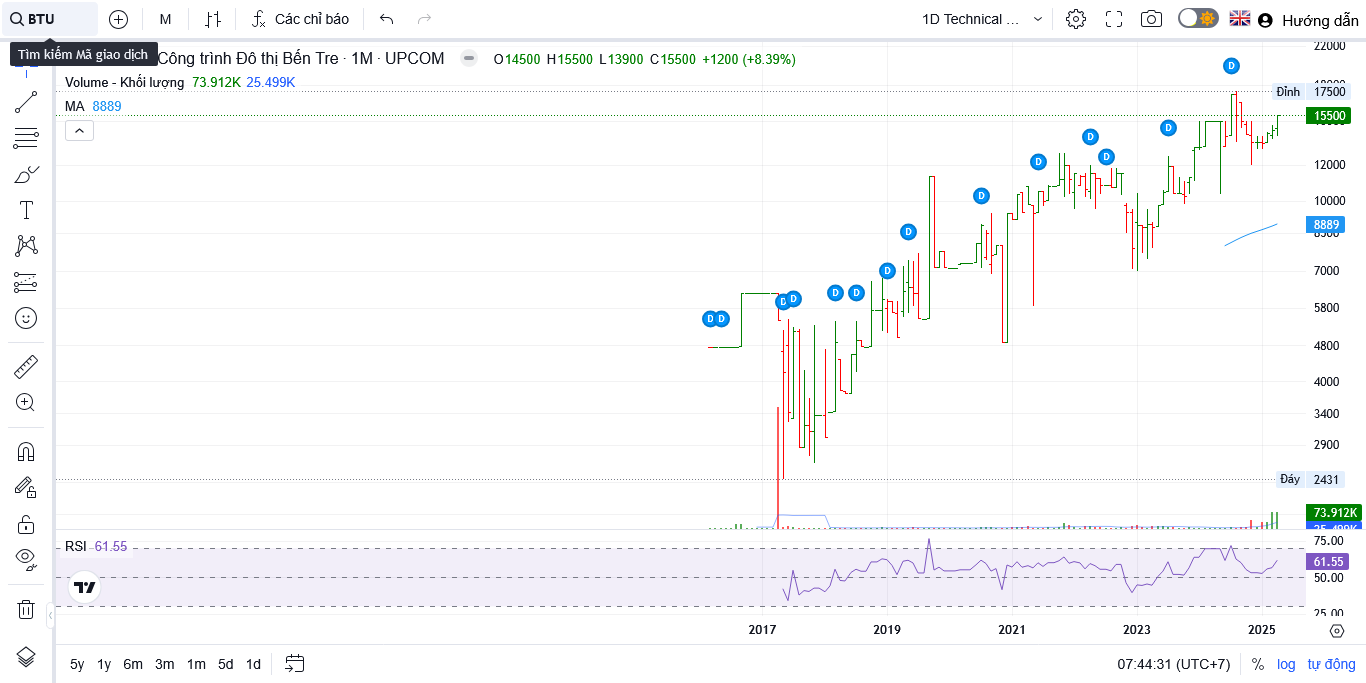 BTU M Các chỉ báo 1D Technical ... Hướng dẫn
Tìm kiếm Mã giao dịch
Công trình Đô thị Bến Tre · 1M · UPCOM O14500 H15500 L13900 C15500 +1200 (+8.39%)
Volume - Khối lượng 73.912K 25.499K
MA 8889
22000
Đỉnh 17500
15500
12000
10000
8889
8500
7000
5800
4800
4000
3400
2900
Đáy 2431
73.912K
25.499K
D D D D D D D D D D D D D D D
RSI 61.55
75.00
61.55
50.00
25.00
2017 2019 2021 2023 2025
5y 1y 6m 3m 1m 5d 1d 07:44:31 (UTC+7) % log tự động